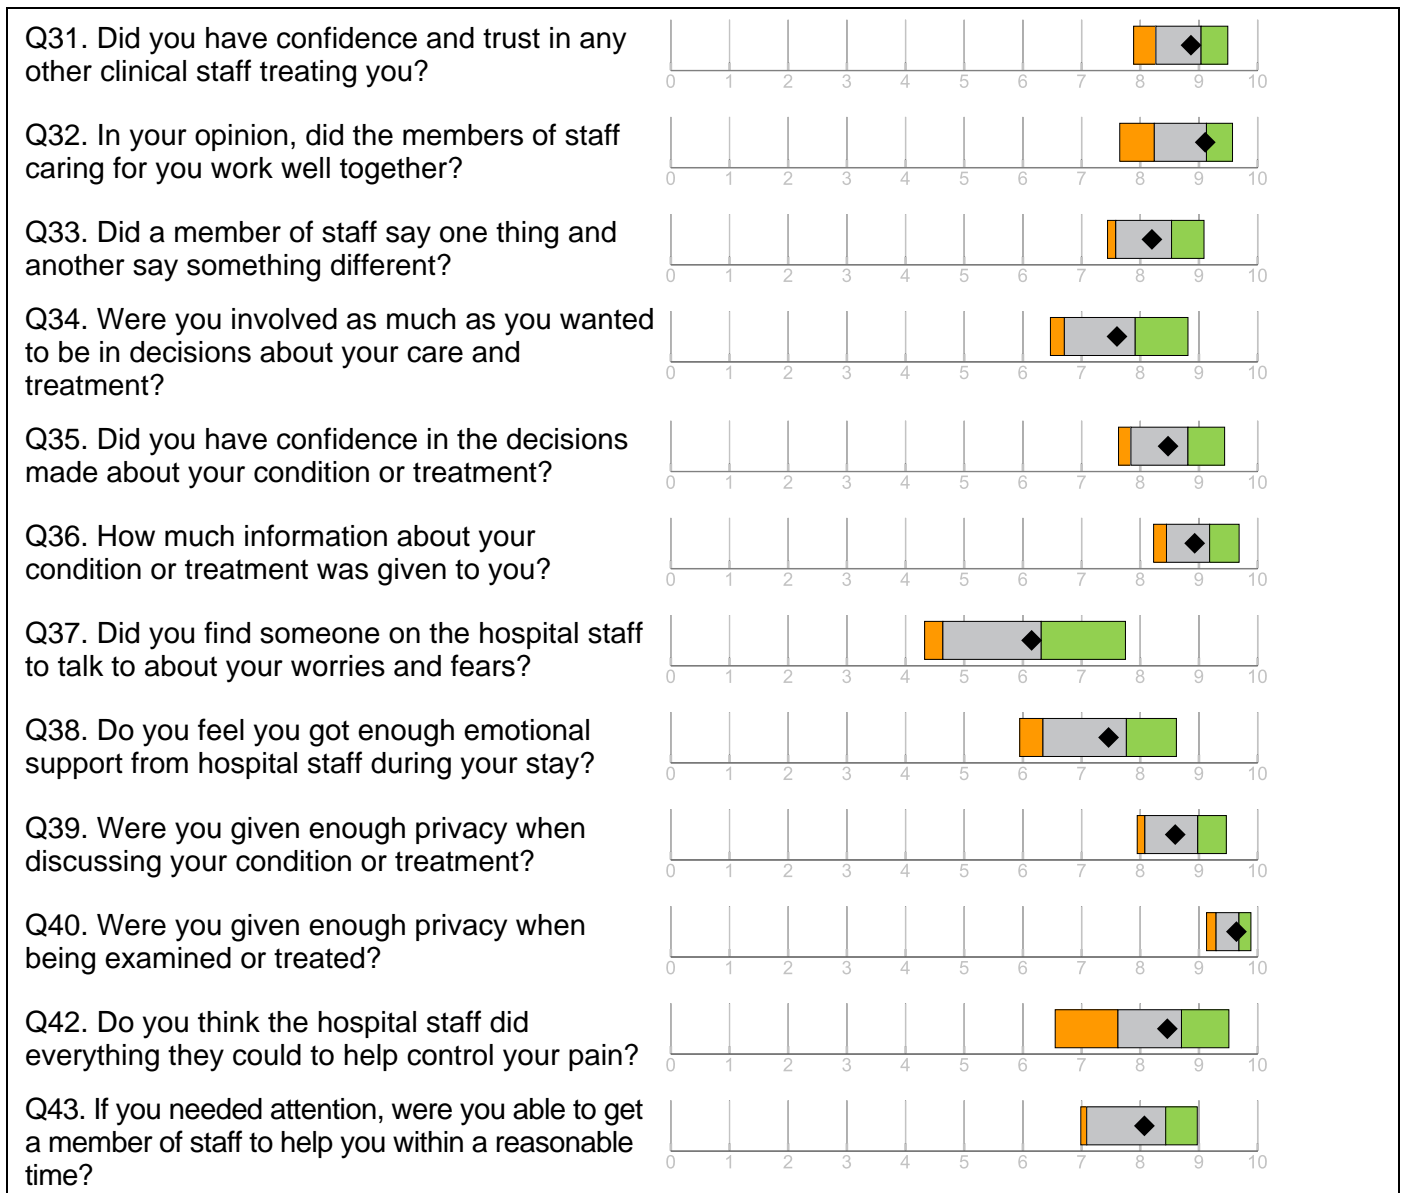 Q31. Did you have confidence and trust in any
other clinical staff treating you?
0 1 2 3 4 5 6 7 8 9 10
Q32. In your opinion, did the members of staff
caring for you work well together?
0 1 2 3 4 5 6 7 8 9 10
Q33. Did a member of staff say one thing and
another say something different?
0 1 2 3 4 5 6 7 8 9 10
Q34. Were you involved as much as you wanted
to be in decisions about your care and
treatment?
0 1 2 3 4 5 6 7 8 9 10
Q35. Did you have confidence in the decisions
made about your condition or treatment?
0 1 2 3 4 5 6 7 8 9 10
Q36. How much information about your
condition or treatment was given to you?
0 1 2 3 4 5 6 7 8 9 10
Q37. Did you find someone on the hospital staff
to talk to about your worries and fears?
0 1 2 3 4 5 6 7 8 9 10
Q38. Do you feel you got enough emotional
support from hospital staff during your stay?
0 1 2 3 4 5 6 7 8 9 10
Q39. Were you given enough privacy when
discussing your condition or treatment?
0 1 2 3 4 5 6 7 8 9 10
Q40. Were you given enough privacy when
being examined or treated?
0 1 2 3 4 5 6 7 8 9 10
Q42. Do you think the hospital staff did
everything they could to help control your pain?
0 1 2 3 4 5 6 7 8 9 10
Q43. If you needed attention, were you able to get
a member of staff to help you within a reasonable
time?
0 1 2 3 4 5 6 7 8 9 10